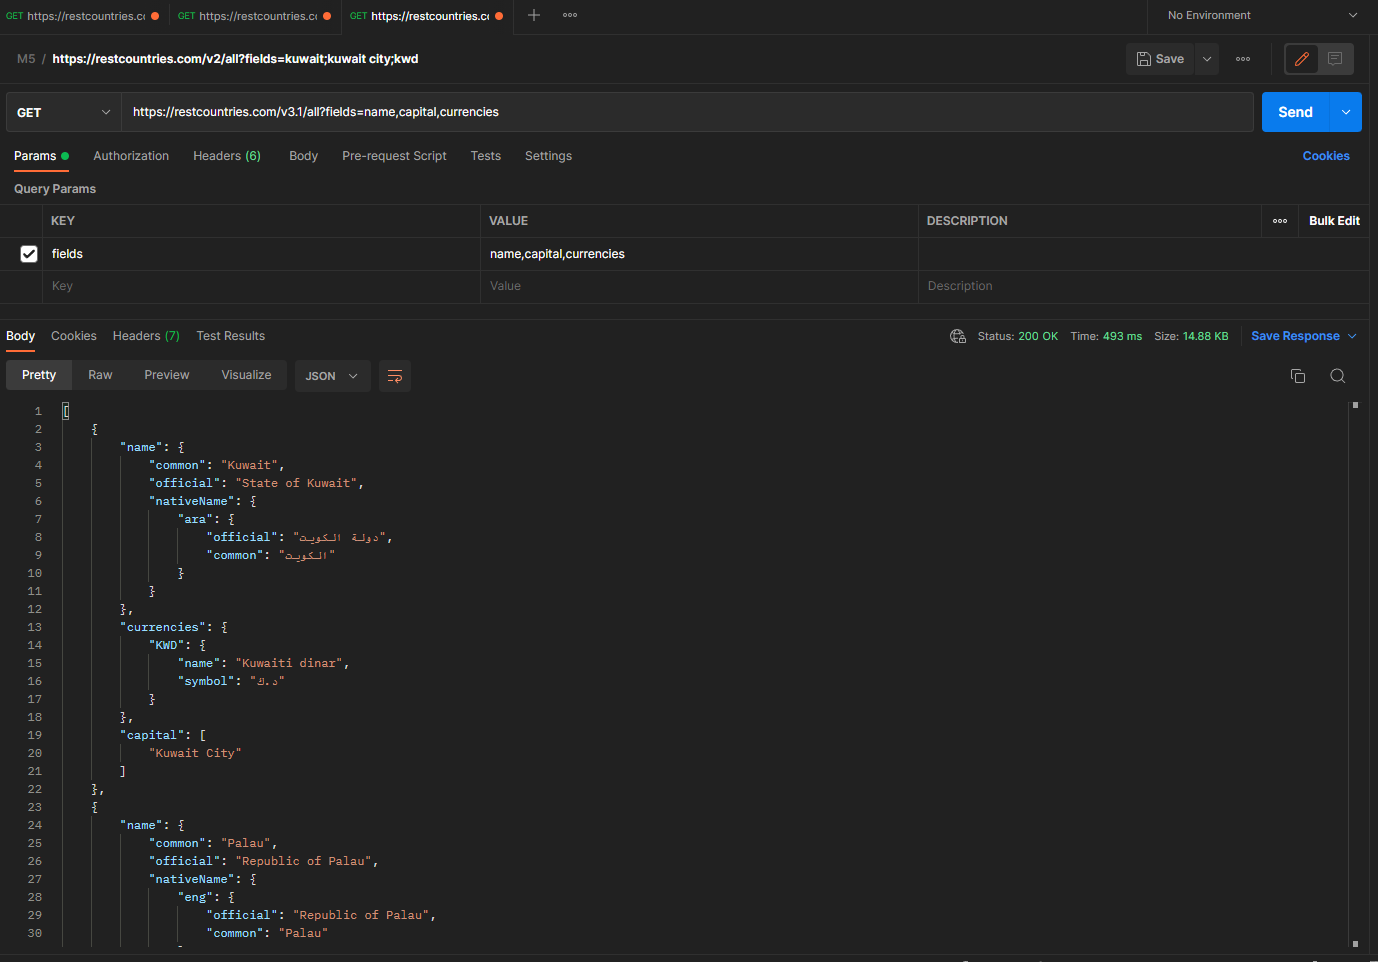 GET https://restcountries.cc GET https://restcountries.cc GET https://restcountries.cc No Environment
M5 / https://restcountries.com/v2/all?fields=kuwait;kuwait city;kwd Save
GET https://restcountries.com/v3.1/all?fields=name,capital,currencies Send
Params Authorization Headers (6) Body Pre-request Script Tests Settings Cookies
Query Params
KEY VALUE DESCRIPTION Bulk Edit
fields name,capital,currencies
Key Value Description
Body Cookies Headers (7) Test Results Status: 200 OK Time: 493 ms Size: 14.88 KB Save Response
Pretty Raw Preview Visualize JSON
1 [
2 {
3 "name": {
4 "common": "Kuwait",
5 "official": "State of Kuwait",
6 "nativeName": {
7 "ara": {
8 "official": "دولة الكويت",
9 "common": "الكويت"
10 }
11 }
12 },
13 "currencies": {
14 "KWD": {
15 "name": "Kuwaiti dinar",
16 "symbol": "د.ك"
17 }
18 },
19 "capital": [
20 "Kuwait City"
21 ]
22 },
23 {
24 "name": {
25 "common": "Palau",
26 "official": "Republic of Palau",
27 "nativeName": {
28 "eng": {
29 "official": "Republic of Palau",
30 "common": "Palau"